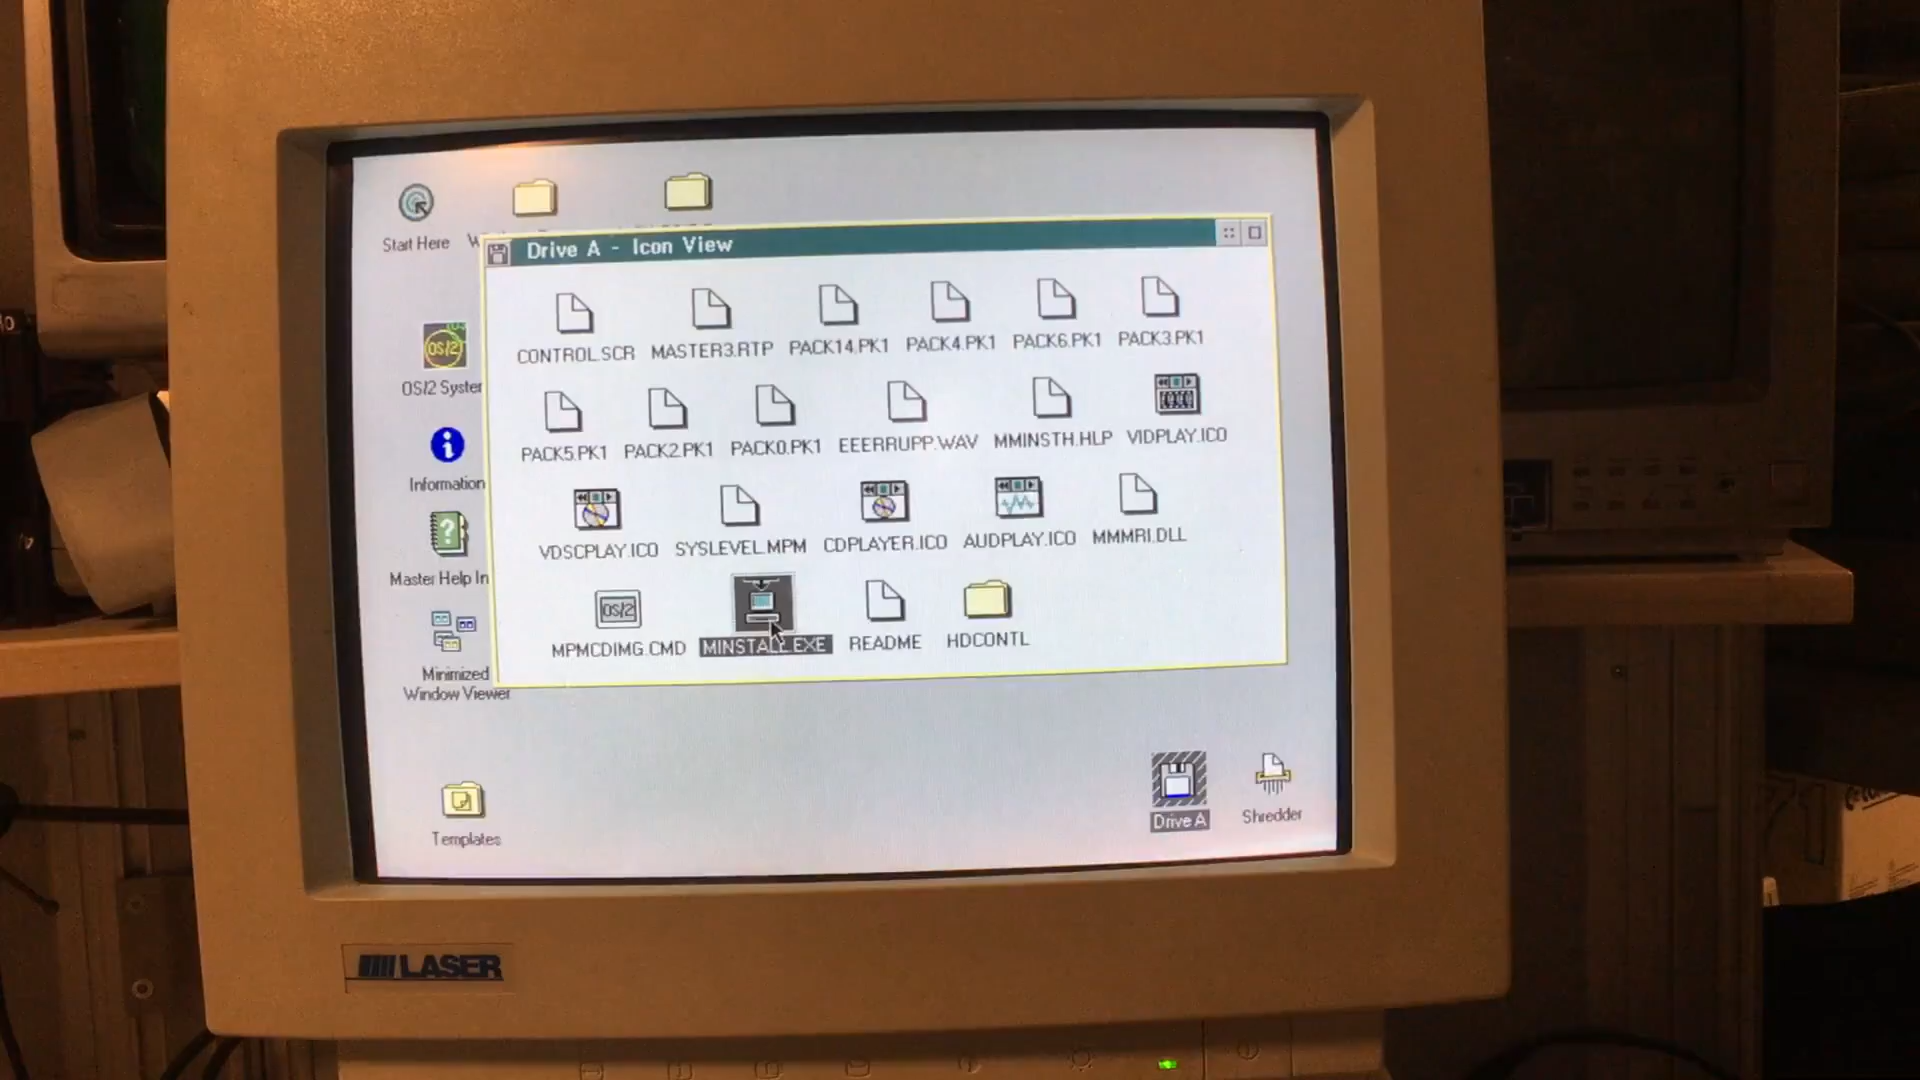 Start Here
Drive A - Icon View
CONTROL.SCR MASTER3.RTP PACK14.PK1 PACK4.PK1 PACK6.PK1 PACK3.PK1
OS/2
OS/2 System
PACK5.PK1 PACK2.PK1 PACK0.PK1 EEERRUPP.WAV MMINSTH.HLP VIDPLAY.ICO
Information
VDSCPLAY.ICO SYSLEVEL.MPM CDPLAYER.ICO AUDPLAY.ICO MMMRI.DLL
Master Help In
OS/2
MPMCDIMG.CMD MINSTALL.EXE README HDCONTL
Minimized
Window Viewer
Templates
Drive A
Shredder
LASER